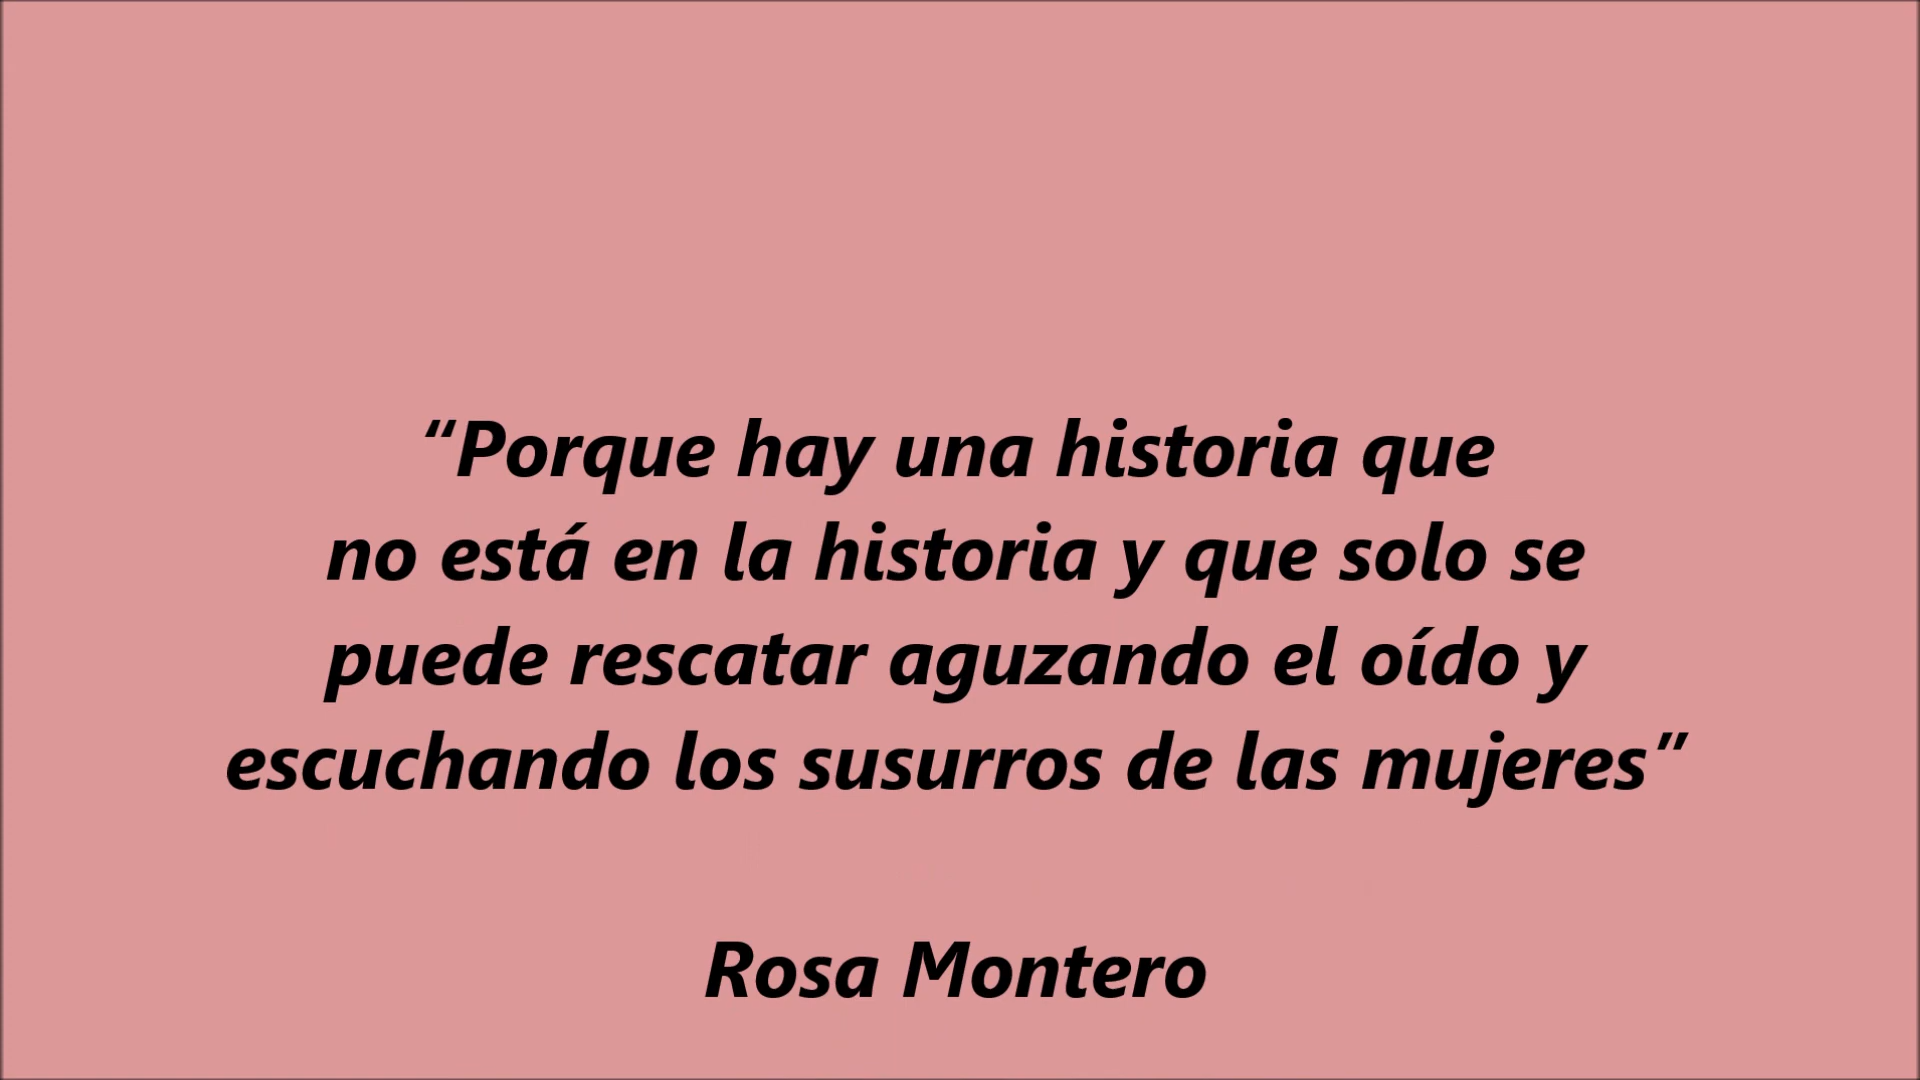 “Porque hay una historia que
no está en la historia y que solo se
puede rescatar aguzando el oído y
escuchando los susurros de las mujeres”
Rosa Montero